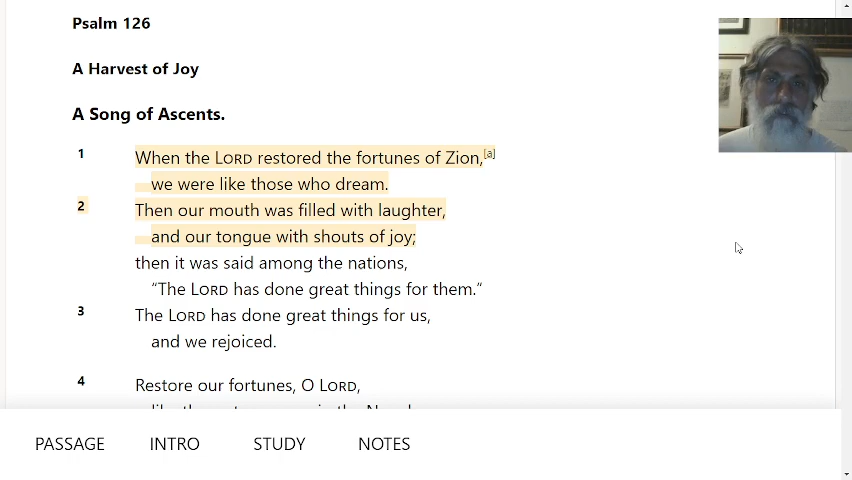 Psalm 126
A Harvest of Joy
A Song of Ascents.
1 When the LORD restored the fortunes of Zion,[a]
we were like those who dream.
2 Then our mouth was filled with laughter,
and our tongue with shouts of joy;
then it was said among the nations,
“The LORD has done great things for them.”
3 The LORD has done great things for us,
and we rejoiced.
4 Restore our fortunes, O LORD,
PASSAGE INTRO STUDY NOTES